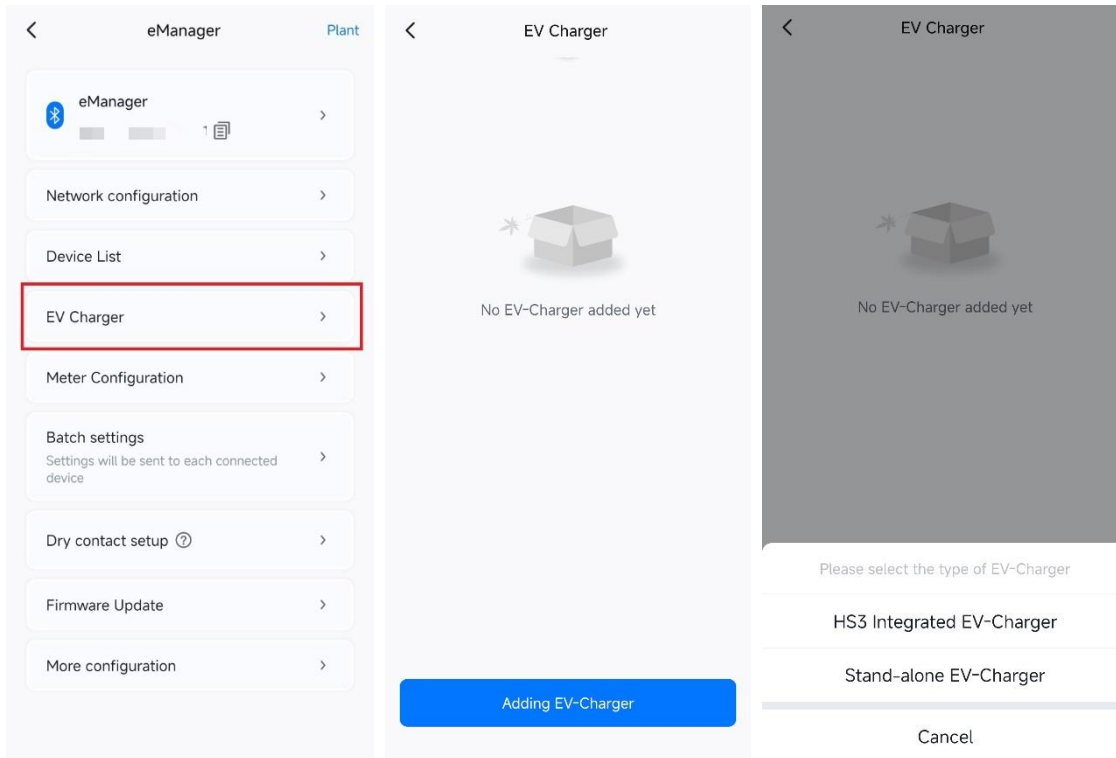 eManager
Plant
eManager
Network configuration
Device List
EV Charger
Meter Configuration
Batch settings
Settings will be sent to each connected
device
Dry contact setup ?
Firmware Update
More configuration
EV Charger
No EV-Charger added yet
Adding EV-Charger
EV Charger
No EV-Charger added yet
Please select the type of EV-Charger
HS3 Integrated EV-Charger
Stand-alone EV-Charger
Cancel